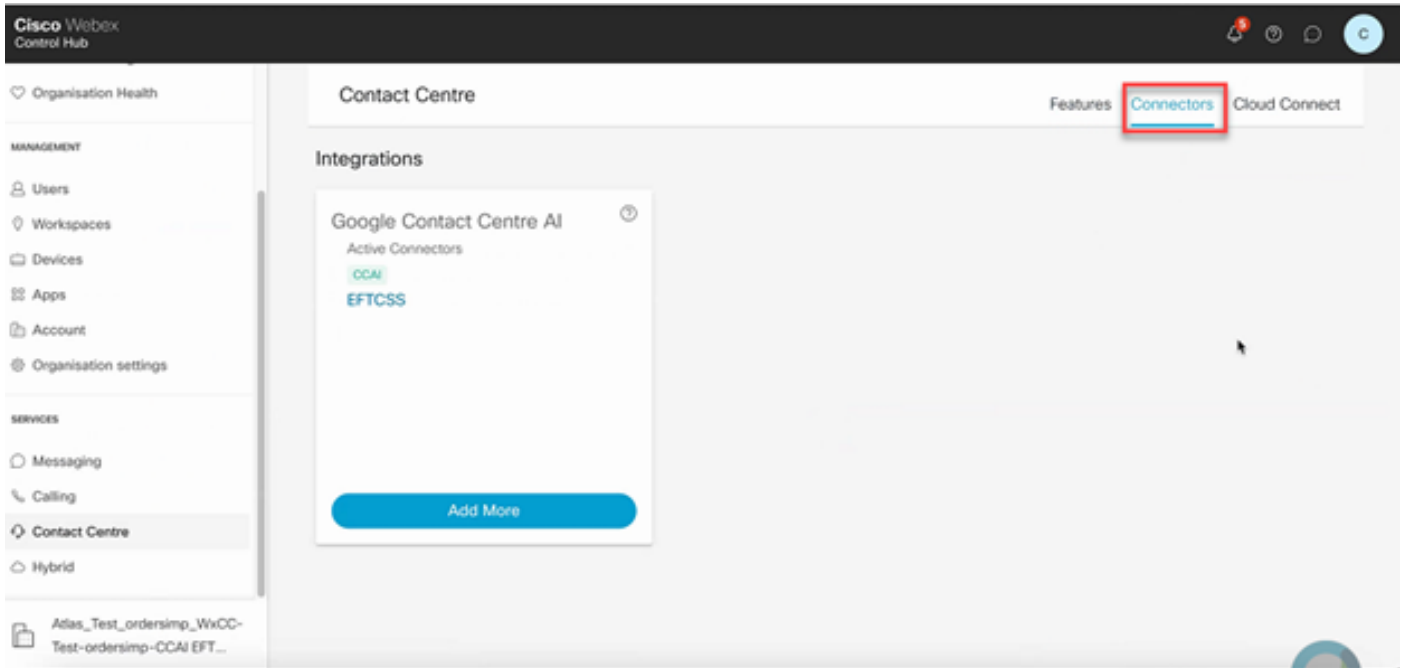 Cisco Webex
Control Hub
5
C
Organisation Health
MANAGEMENT
Users
Workspaces
Devices
Apps
Account
Organisation settings
SERVICES
Messaging
Calling
Contact Centre
Hybrid
Atlas_Test_ordersimp_WxCC-
Test-ordersimp-CCAI EFT...
Contact Centre
Features Connectors Cloud Connect
Integrations
Google Contact Centre AI
Active Connectors
CCAI
EFTCSS
Add More